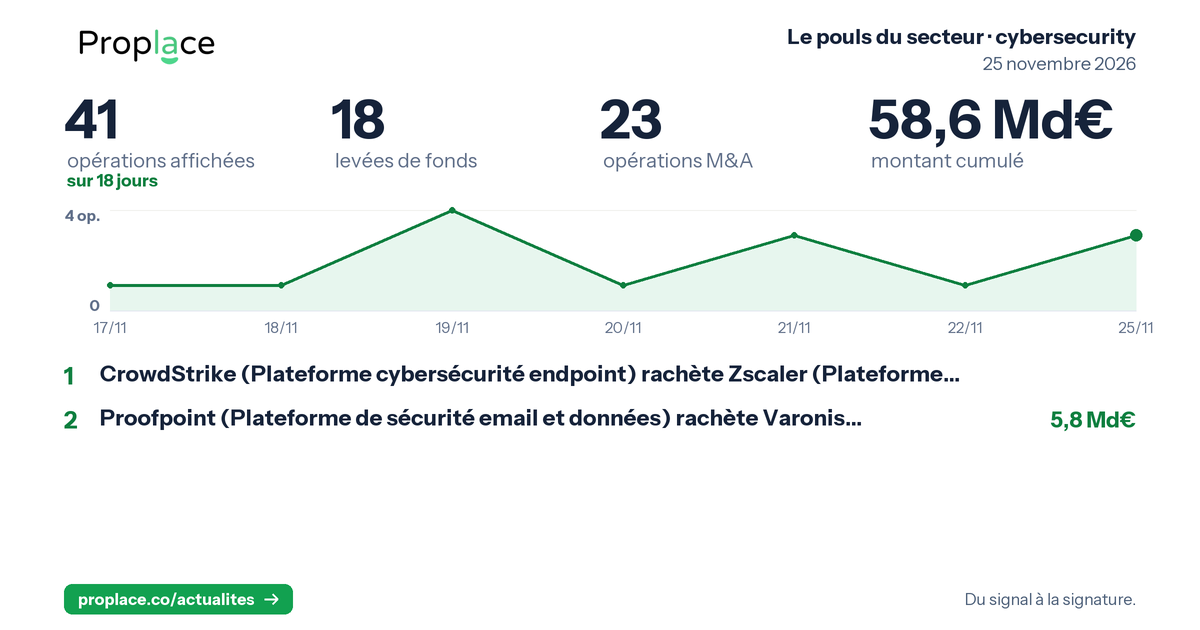 Proplace
Le pouls du secteur · cybersecurity
25 novembre 2026
41
opérations affichées
sur 18 jours
18
levées de fonds
23
opérations M&A
58,6 Md€
montant cumulé
4 op.
0
17/11
18/11
19/11
20/11
21/11
22/11
25/11
1 CrowdStrike (Plateforme cybersécurité endpoint) rachète Zscaler (Plateforme...
2 Proofpoint (Plateforme de sécurité email et données) rachète Varonis... 5,8 Md€
proplace.co/actualites →
Du signal à la signature.